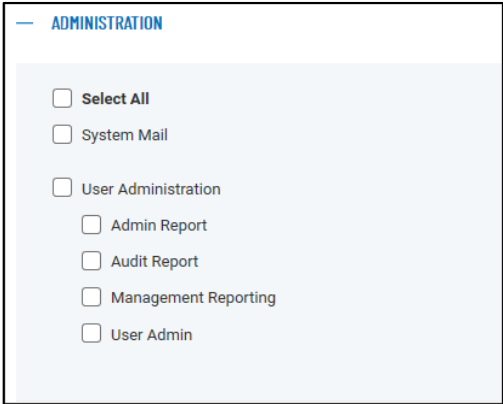 ADMINISTRATION
Select All
System Mail
User Administration
Admin Report
Audit Report
Management Reporting
User Admin